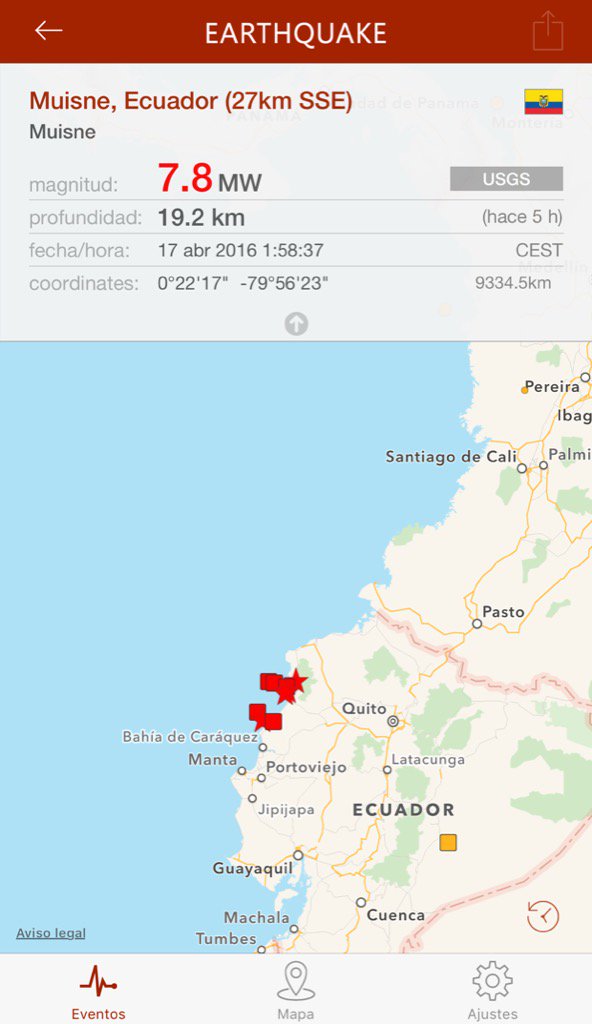 EARTHQUAKE
Muisne, Ecuador (27km SSE)
Muisne
magnitud: 7.8 MW USGS
profundidad: 19.2 km (hace 5 h)
fecha/hora: 17 abr 2016 1:58:37 CEST
coordinates: 0°22'17" -79°56'23" 9334.5km
Pereira
Ibag
Santiago de Cali
Palmi
Pasto
Quito
Bahía de Caráquez
Manta
Portoviejo
Latacunga
Jipijapa
ECUADOR
Guayaquil
Cuenca
Machala
Tumbes
Aviso legal
Eventos Mapa Ajustes